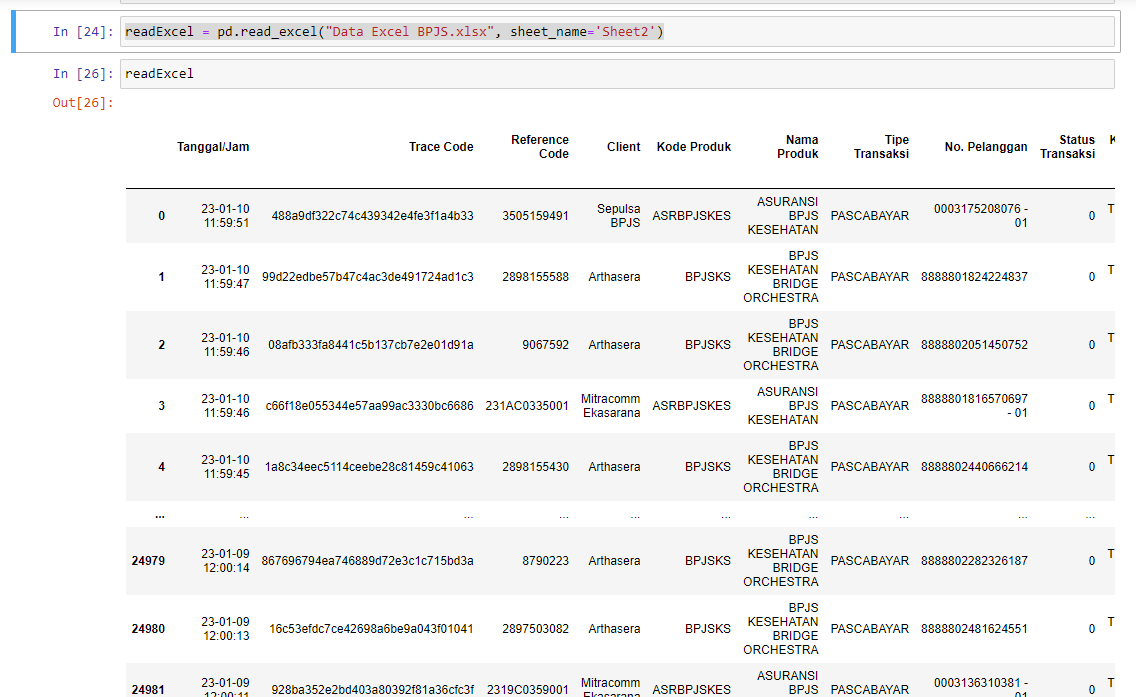 In [24]: readExcel = pd.read_excel("Data Excel BPJS.xlsx", sheet_name='Sheet2')
In [26]: readExcel
Out[26]:
Tanggal/Jam Trace Code Reference Code Client Kode Produk Nama Produk Tipe Transaksi No. Pelanggan Status Transaksi K
0 23-01-10 11:59:51 488a9df322c74c439342e4fe3f1a4b33 3505159491 Sepulsa BPJS ASRBPJSKES ASURANSI BPJS KESEHATAN PASCABAYAR 0003175208076 - 01 0 T
1 23-01-10 11:59:47 99d22edbe57b47c4ac3de491724ad1c3 2898155588 Arthasera BPJSKS BPJS KESEHATAN BRIDGE ORCHESTRA PASCABAYAR 8888801824224837 0 T
2 23-01-10 11:59:46 08afb333fa8441c5b137cb7e2e01d91a 9067592 Arthasera BPJSKS BPJS KESEHATAN BRIDGE ORCHESTRA PASCABAYAR 8888802051450752 0 T
3 23-01-10 11:59:46 c66f18e055344e57aa99ac3330bc6686 231AC0335001 Mitracomm Ekasarana ASRBPJSKES ASURANSI BPJS KESEHATAN PASCABAYAR 8888801816570697 - 01 0 T
4 23-01-10 11:59:45 1a8c34eec5114ceebe28c81459c41063 2898155430 Arthasera BPJSKS BPJS KESEHATAN BRIDGE ORCHESTRA PASCABAYAR 8888802440666214 0 T
... ... ... ... ... ... ... ... ... ...
24979 23-01-09 12:00:14 867696794ea746889d72e3c1c715bd3a 8790223 Arthasera BPJSKS BPJS KESEHATAN BRIDGE ORCHESTRA PASCABAYAR 8888802282326187 0 T
24980 23-01-09 12:00:13 16c53efdc7ce42698a6be9a043f01041 2897503082 Arthasera BPJSKS BPJS KESEHATAN BRIDGE ORCHESTRA PASCABAYAR 8888802481624551 0 T
24981 23-01-09 12:00:11 928ba352e2bd403a80392f81a36cfc3f 2319C0359001 Mitracomm Ekasarana ASRBPJSKES ASURANSI BPJS PASCABAYAR 0003136310381 - 01 0 T